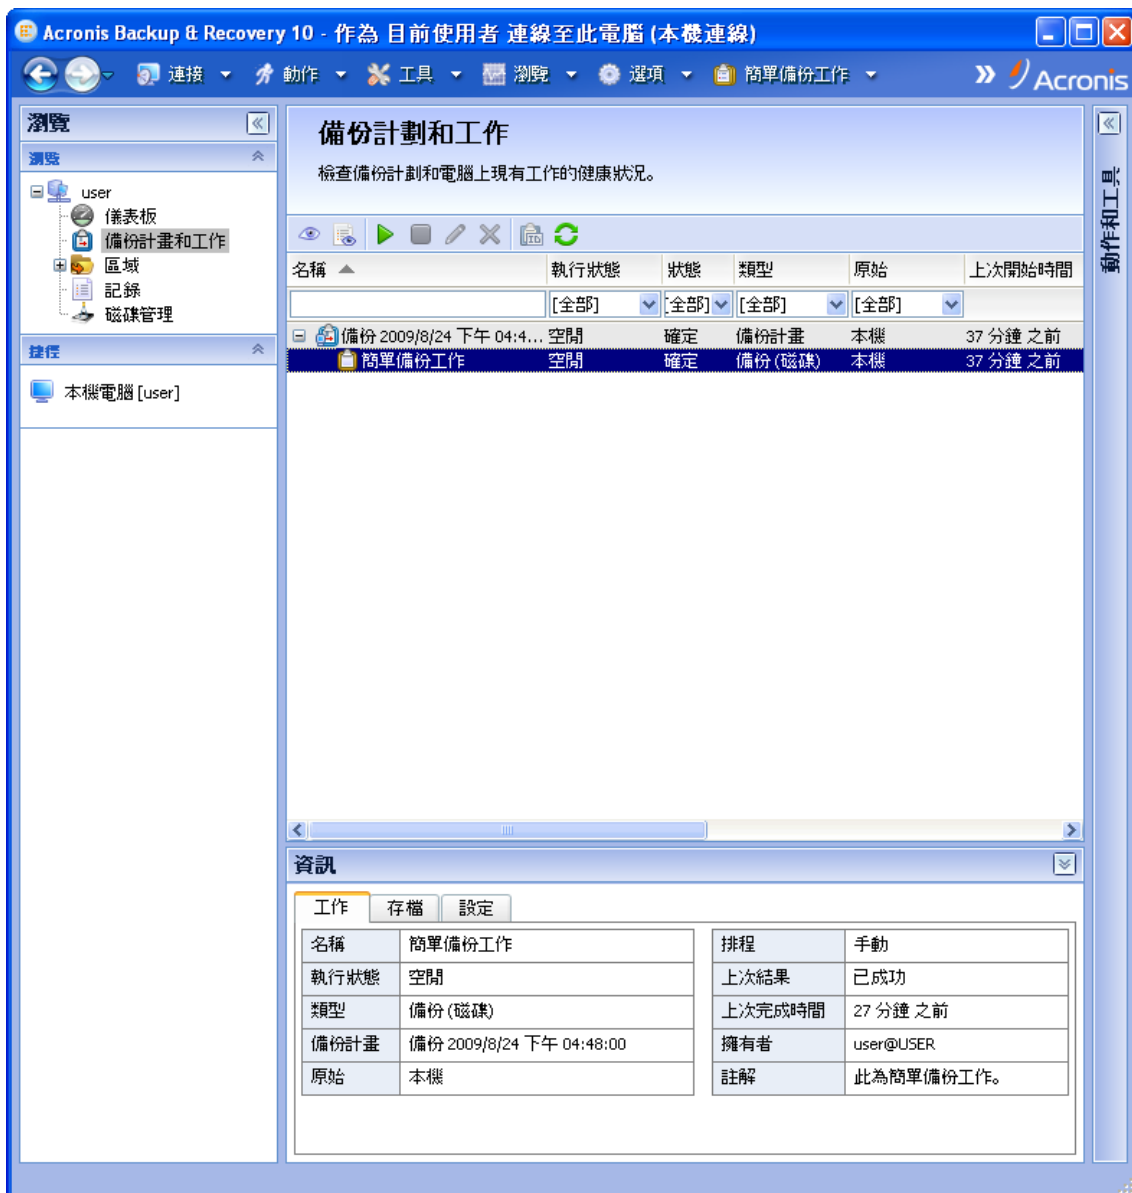 Acronis Backup & Recovery 10 - 作為 目前使用者 連線至此電腦 (本機連線)
連接 動作 工具 瀏覽 選項 簡單備份工作 Acronis
瀏覽
瀏覽
user
儀表板
備份計畫和工作
區域
記錄
磁碟管理
捷徑
本機電腦 [user]
備份計劃和工作
檢查備份計劃和電腦上現有工作的健康狀況。
名稱 執行狀態 狀態 類型 原始 上次開始時間
[全部] [全部] [全部] [全部]
備份 2009/8/24 下午 04:4... 空閒 確定 備份計畫 本機 37 分鐘 之前
簡單備份工作 空閒 確定 備份 (磁碟) 本機 37 分鐘 之前
資訊
工作 存檔 設定
名稱 簡單備份工作
執行狀態 空閒
類型 備份 (磁碟)
備份計畫 備份 2009/8/24 下午 04:48:00
原始 本機
排程 手動
上次結果 已成功
上次完成時間 27 分鐘 之前
擁有者 user@USER
註解 此為簡單備份工作。
動作和工具